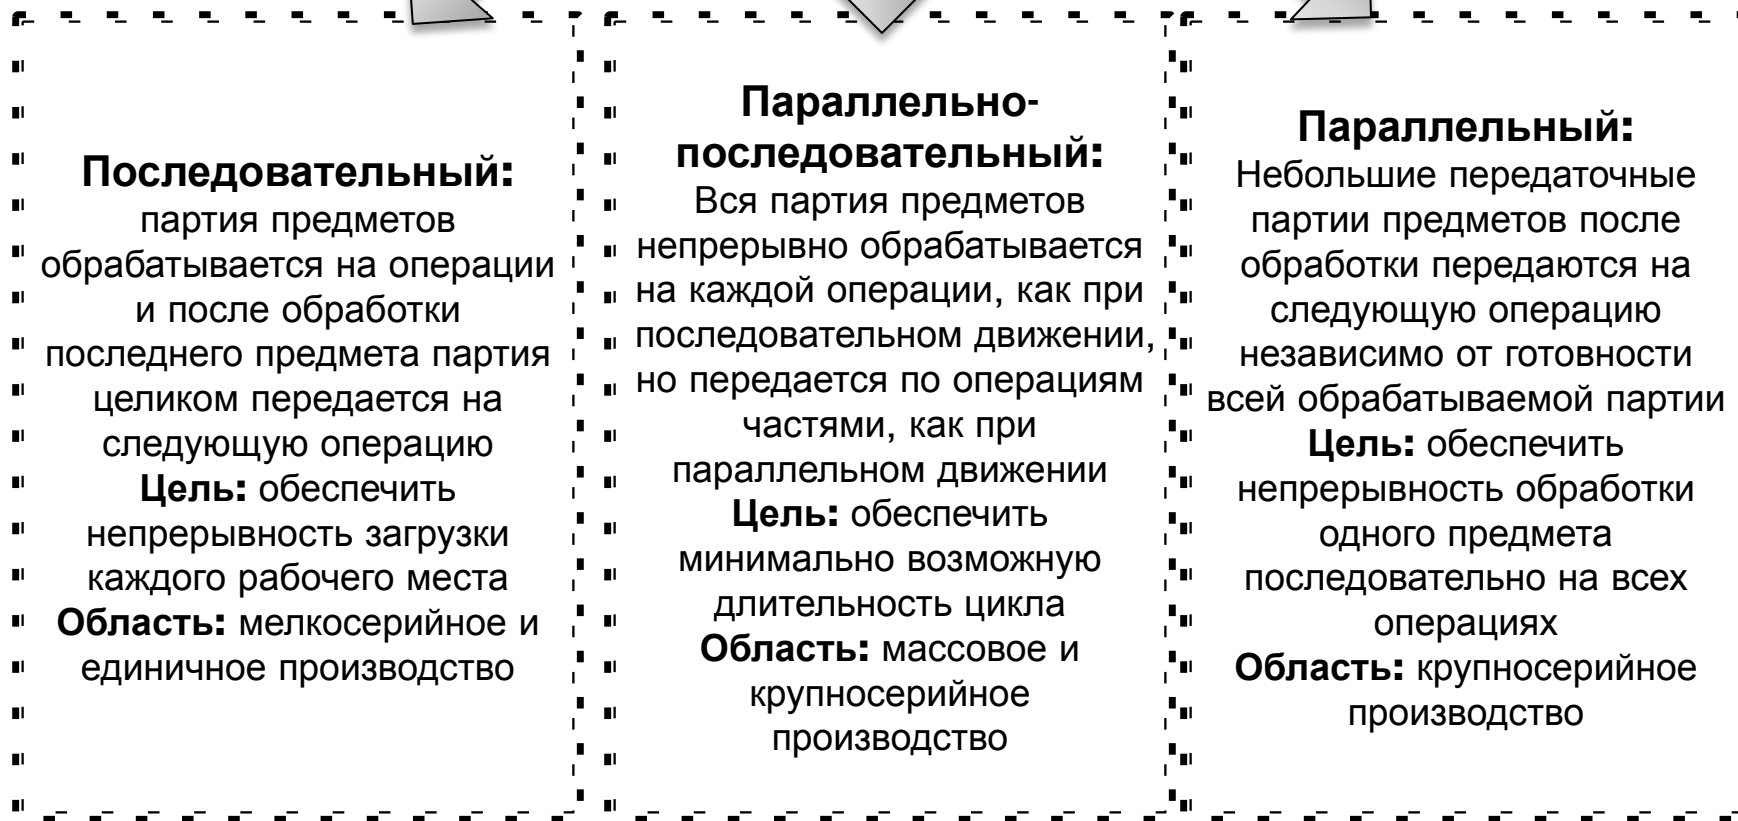 Последовательный:
партия предметов
обрабатывается на операции
и после обработки
последнего предмета партия
целиком передается на
следующую операцию
Цель: обеспечить
непрерывность загрузки
каждого рабочего места
Область: мелкосерийное и
единичное производство
Параллельно-
последовательный:
Вся партия предметов
непрерывно обрабатывается
на каждой операции, как при
последовательном движении,
но передается по операциям
частями, как при
параллельном движении
Цель: обеспечить
минимально возможную
длительность цикла
Область: массовое и
крупносерийное
производство
Параллельный:
Небольшие передаточные
партии предметов после
обработки передаются на
следующую операцию
независимо от готовности
всей обрабатываемой партии
Цель: обеспечить
непрерывность обработки
одного предмета
последовательно на всех
операциях
Область: крупносерийное
производство